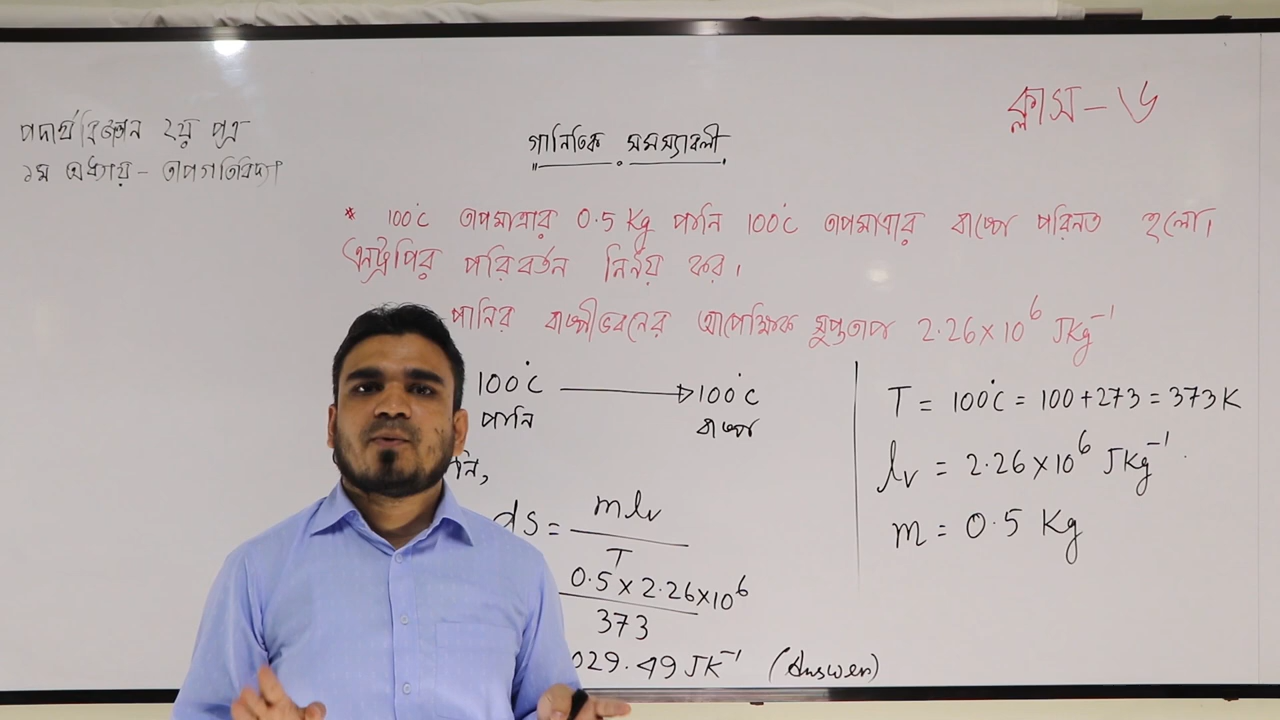 ক্লাস - ৬
পদার্থবিজ্ঞান ২য় পত্র
১ম অধ্যায় - তাপগতিবিদ্যা
গানিতিক সমস্যাবলী
* 100°C তাপমাত্রার 0.5 Kg পানি 100°C তাপমাত্রার বাষ্পে পরিনত হলো।
এনট্রপির পরিবর্তন নির্নয় কর।
পানির বাষ্পীভবনের আপেক্ষিক সুপ্ততাপ 2.26×10⁶ JKg⁻¹
100°C → 100°C
পানি বাষ্প
নি,
ds = mlv / T
0.5 × 2.26×10⁶ / 373
029.49 JK⁻¹ (Answer)
T = 100°C = 100+273 = 373 K
lv = 2.26×10⁶ JKg⁻¹
m = 0.5 Kg